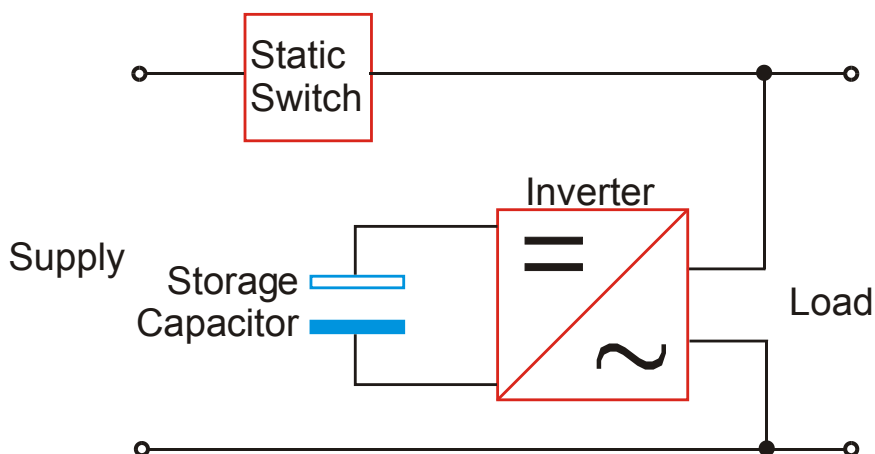 Static
Switch
Inverter
Supply
Storage
Capacitor
Load